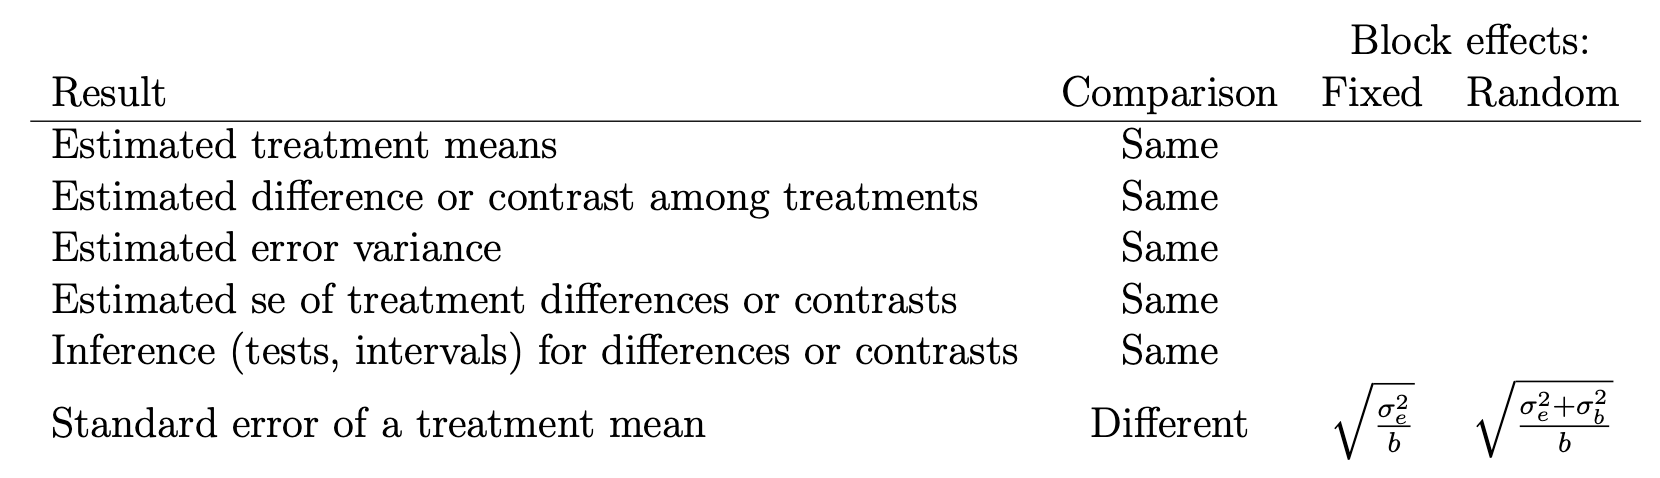 Block effects:
Result Comparison Fixed Random
Estimated treatment means Same
Estimated difference or contrast among treatments Same
Estimated error variance Same
Estimated se of treatment differences or contrasts Same
Inference (tests, intervals) for differences or contrasts Same
Standard error of a treatment mean Different $\sqrt{\frac{\sigma_e^2}{b}}$ $\sqrt{\frac{\sigma_e^2+\sigma_b^2}{b}}$